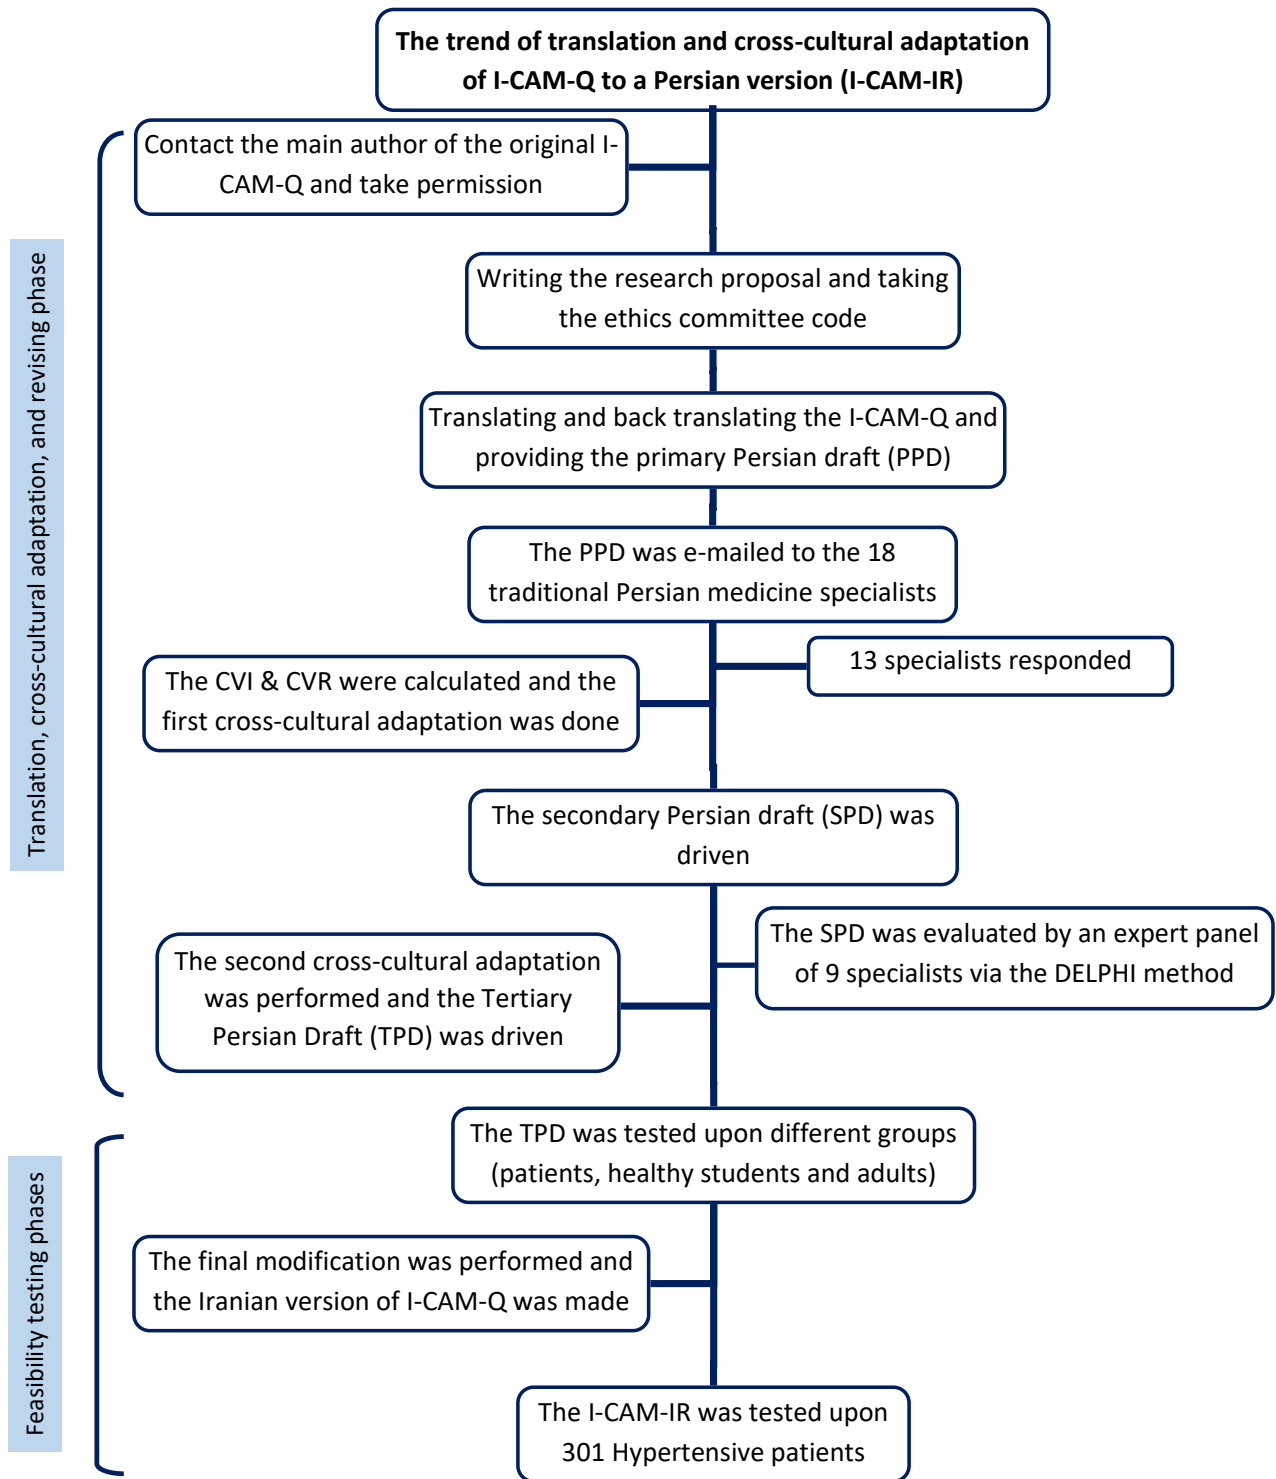 The trend of translation and cross-cultural adaptation
of I-CAM-Q to a Persian version (I-CAM-IR)
Translation, cross-cultural adaptation, and revising phase
Contact the main author of the original I-
CAM-Q and take permission
Writing the research proposal and taking
the ethics committee code
Translating and back translating the I-CAM-Q and
providing the primary Persian draft (PPD)
The PPD was e-mailed to the 18
traditional Persian medicine specialists
13 specialists responded
The CVI & CVR were calculated and the
first cross-cultural adaptation was done
The secondary Persian draft (SPD) was
driven
The SPD was evaluated by an expert panel
of 9 specialists via the DELPHI method
The second cross-cultural adaptation
was performed and the Tertiary
Persian Draft (TPD) was driven
Feasibility testing phases
The TPD was tested upon different groups
(patients, healthy students and adults)
The final modification was performed and
the Iranian version of I-CAM-Q was made
The I-CAM-IR was tested upon
301 Hypertensive patients